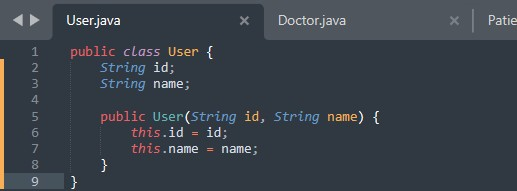 User.java Doctor.java Patie
1 public class User {
2     String id;
3     String name;
4
5     public User(String id, String name) {
6         this.id = id;
7         this.name = name;
8     }
9 }